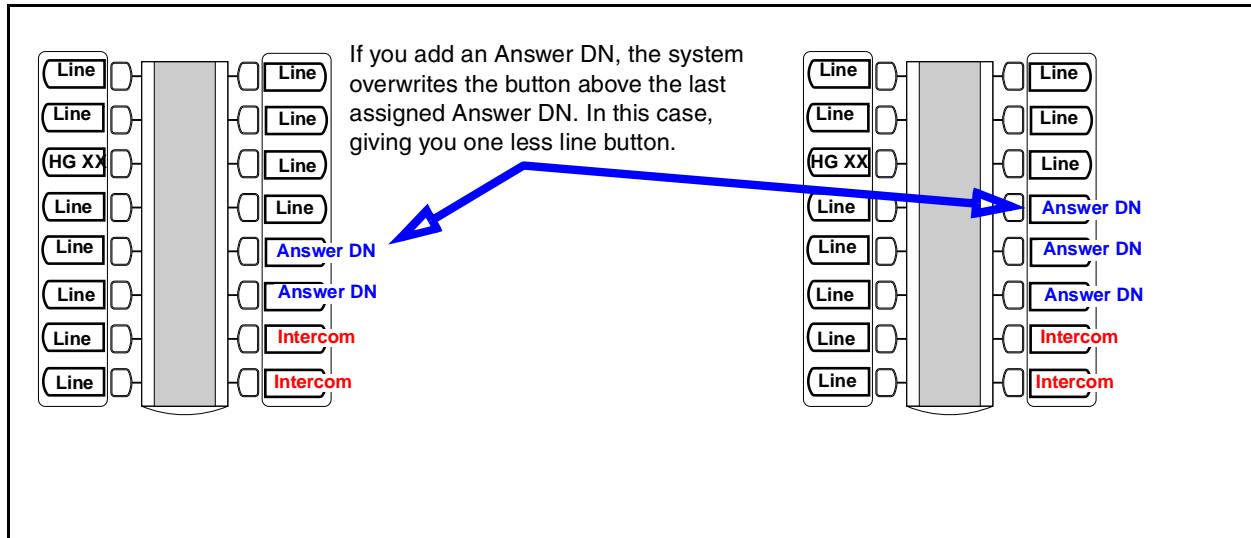 Line
Line
HG XX
Line
Line
Line
Line
Line
Line
Line
Line
Line
Answer DN
Answer DN
Intercom
Intercom
If you add an Answer DN, the system
overwrites the button above the last
assigned Answer DN. In this case,
giving you one less line button.
Line
Line
HG XX
Line
Line
Line
Line
Line
Line
Line
Line
Answer DN
Answer DN
Answer DN
Intercom
Intercom